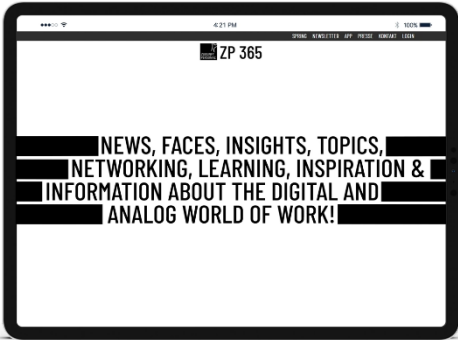 4:21 PM
100%
SPRING NEWSLETTER APP PRESSE KONTAKT LOGIN
ZP 365
NEWS, FACES, INSIGHTS, TOPICS,
NETWORKING, LEARNING, INSPIRATION &
INFORMATION ABOUT THE DIGITAL AND
ANALOG WORLD OF WORK!